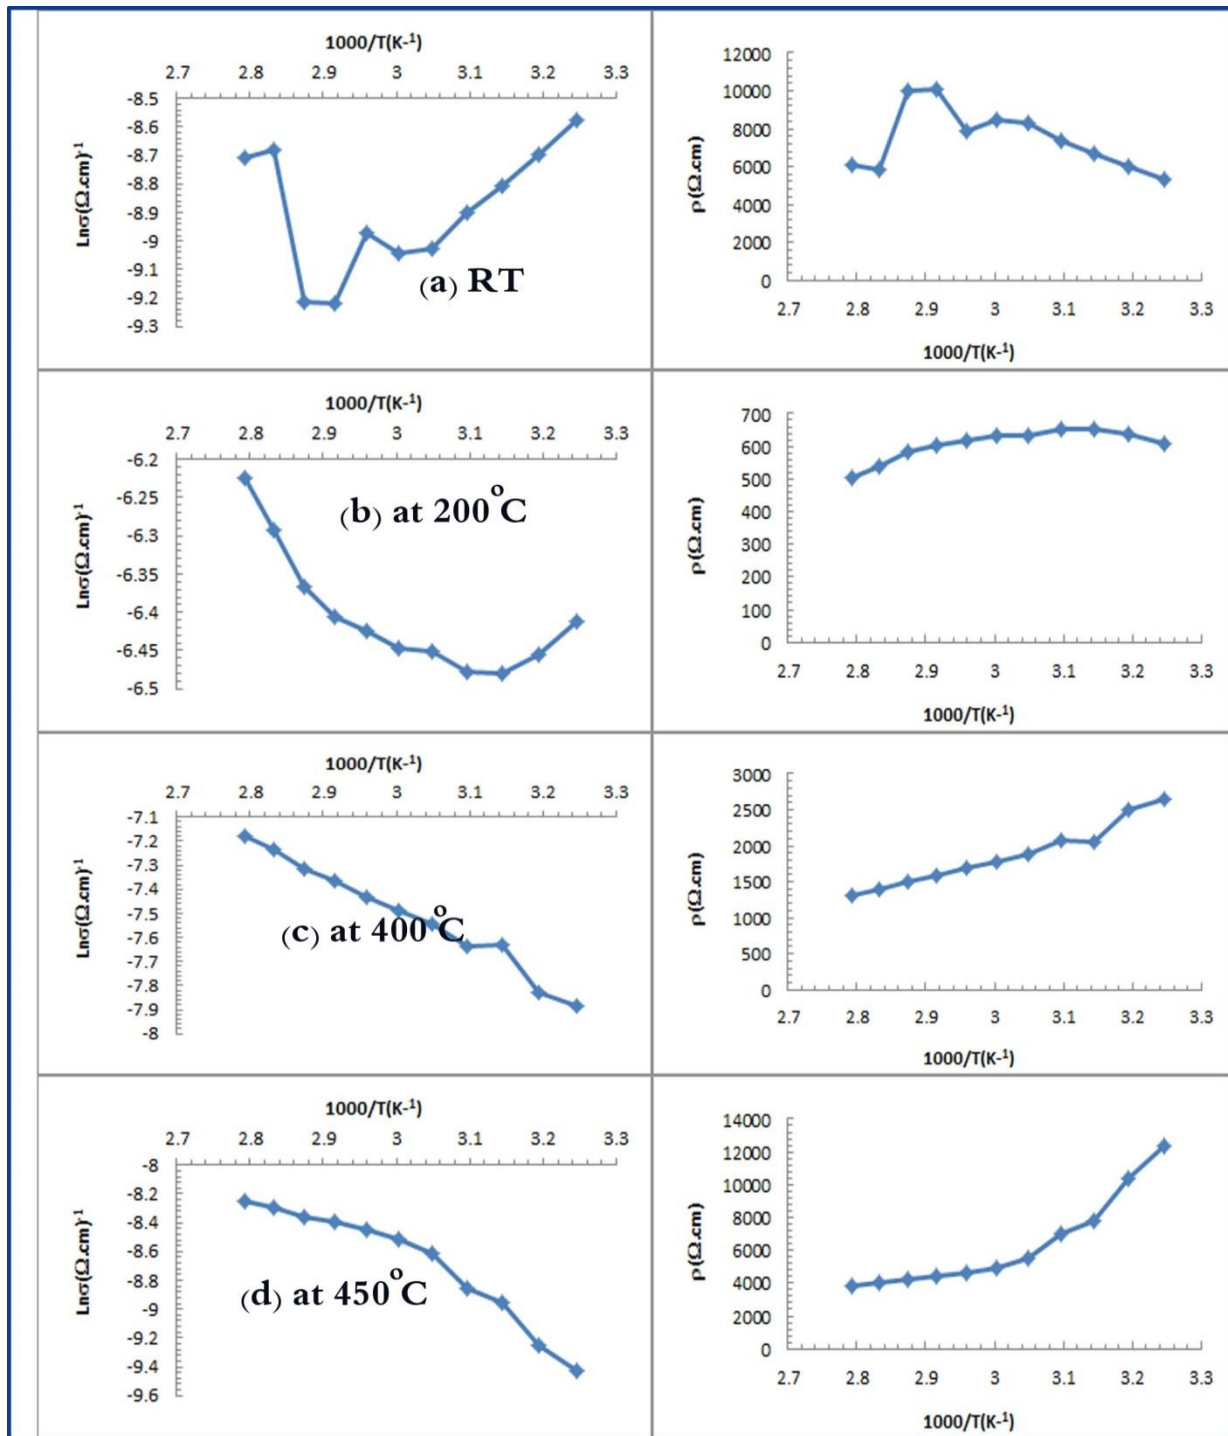 1000/T(K-1)
2.7 2.8 2.9 3 3.1 3.2 3.3
-8.5
-8.6
-8.7
-8.8
-8.9
-9
-9.1
-9.2
-9.3
Lnσ(Ω.cm)-1
(a) RT
12000
10000
8000
6000
4000
2000
0
ρ(Ω.cm)
2.7 2.8 2.9 3 3.1 3.2 3.3
1000/T(K-1)
1000/T(K-1)
2.7 2.8 2.9 3 3.1 3.2 3.3
-6.2
-6.25
-6.3
-6.35
-6.4
-6.45
-6.5
Lnσ(Ω.cm)-1
(b) at 200°C
700
600
500
400
300
200
100
0
ρ(Ω.cm)
2.7 2.8 2.9 3 3.1 3.2 3.3
1000/T(K-1)
1000/T(K-1)
2.7 2.8 2.9 3 3.1 3.2 3.3
-7.1
-7.2
-7.3
-7.4
-7.5
-7.6
-7.7
-7.8
-7.9
-8
Lnσ(Ω.cm)-1
(c) at 400°C
3000
2500
2000
1500
1000
500
0
ρ(Ω.cm)
2.7 2.8 2.9 3 3.1 3.2 3.3
1000/T(K-1)
1000/T(K-1)
2.7 2.8 2.9 3 3.1 3.2 3.3
-8
-8.2
-8.4
-8.6
-8.8
-9
-9.2
-9.4
-9.6
Lnσ(Ω.cm)-1
(d) at 450°C
14000
12000
10000
8000
6000
4000
2000
0
ρ(Ω.cm)
2.7 2.8 2.9 3 3.1 3.2 3.3
1000/T(K-1)